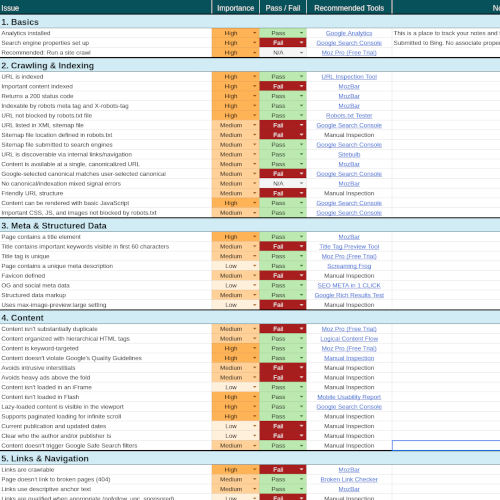 Issue Importance Pass / Fail Recommended Tools
1. Basics
Analytics installed High Pass Google Analytics This is a place to track your notes and
Search engine properties set up High Fail Google Search Console Submitted to Bing. No associate
Recommended: Run a site crawl High N/A Moz Pro (Free Trial)
2. Crawling & Indexing
URL is indexed High Pass URL Inspection Tool
Important content indexed High Fail MozBar
Returns a 200 status code High Pass MozBar
Indexable by robots meta tag and X-robots-tag High Pass MozBar
URL not blocked by robots.txt file High Pass Robots.txt Tester
URL listed in XML sitemap file Medium Fail Google Search Console
Sitemap file location defined in robots.txt Medium Fail Manual Inspection
Sitemap file submitted to search engines Medium Pass Google Search Console
URL is discoverable via internal links/navigation Medium Pass Sitebulb
Content is available at a single, canonicalized URL Medium Pass MozBar
Google-selected canonical matches user-selected canonical Medium Fail Google Search Console
No canonical/indexation mixed signal errors Medium N/A MozBar
Friendly URL structure Medium Fail Manual Inspection
Content can be rendered with basic JavaScript High Pass Google Search Console
Important CSS, JS, and images not blocked by robots.txt Medium Pass Google Search Console
3. Meta & Structured Data
Page contains a title element High Pass MozBar
Title contains important keywords visible in first 60 characters Medium Fail Title Tag Preview Tool
Title tag is unique Medium Pass Moz Pro (Free Trial)
Page contains a unique meta description Low Pass Screaming Frog
Favicon defined Medium Fail Manual Inspection
OG and social meta data Low Pass SEO META in 1 CLICK
Structured data markup Medium Pass Google Rich Results Test
Uses max-image-preview:large setting Low Fail Manual Inspection
4. Content
Content isn't substantially duplicate Medium Fail Moz Pro (Free Trial)
Content organized with hierarchical HTML tags Medium Pass Logical Content Flow
Content is keyword-targeted High Pass Moz Pro (Free Trial)
Content doesn't violate Google's Quality Guidelines High Pass Manual Inspection
Avoids intrusive interstitials Medium Fail Manual Inspection
Avoids heavy ads above the fold Medium Fail Manual Inspection
Content isn't loaded in an iFrame Low Pass Manual Inspection
Content isn't loaded in Flash High Pass Mobile Usability Report
Lazy-loaded content is visible in the viewport High Pass Google Search Console
Supports paginated loading for infinite scroll High Pass Manual Inspection
Current publication and updated dates Low Fail Manual Inspection
Clear who the author and/or publisher is Low Fail Manual Inspection
Content doesn't trigger Google Safe Search filters Medium Pass Manual Inspection
5. Links & Navigation
Links are crawlable High Fail MozBar
Page doesn't link to broken pages (404) Medium Pass Broken Link Checker
Links use descriptive anchor text Medium Pass MozBar
Links are qualified when appropriate (nofollow, ugc, sponsored) Medium Pass Manual Inspection